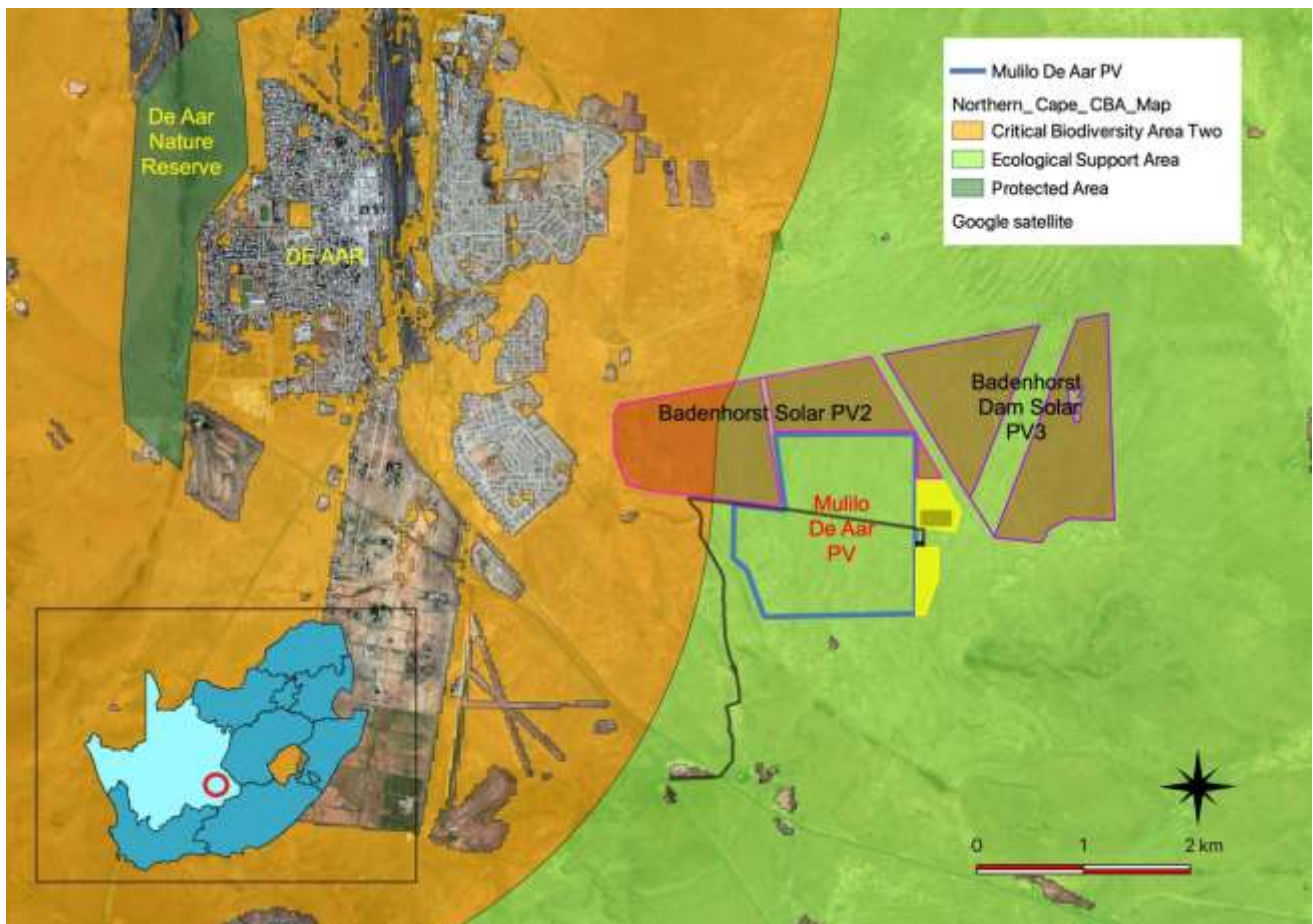 De Aar
Nature
Reserve
DE AAR
Mulilo De Aar PV
Northern_Cape_CBA_Map
Critical Biodiversity Area Two
Ecological Support Area
Protected Area
Google satellite
Badenhorst Solar PV2
Badenhorst
Dam Solar
PV3
Mulilo
De Aar
PV
0 1 2 km